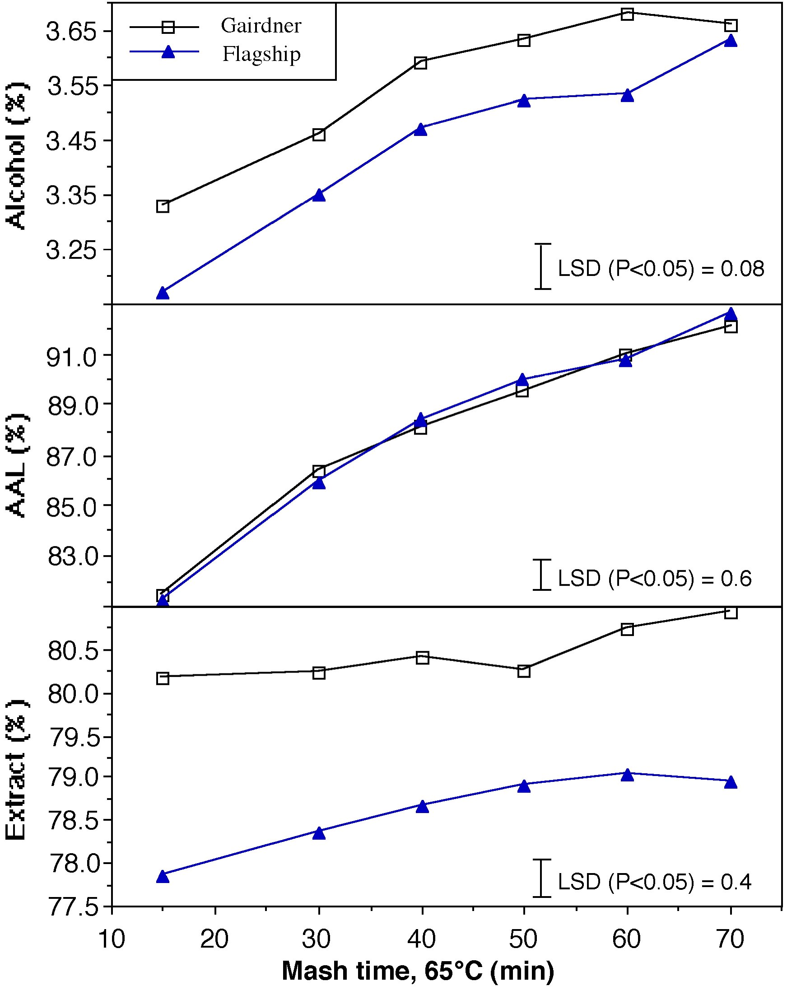 Gairdner
Flagship
Alcohol (%)
3.65
3.55
3.45
3.35
3.25
LSD (P<0.05) = 0.08
AAL (%)
91.0
89.0
87.0
85.0
83.0
LSD (P<0.05) = 0.6
Extract (%)
80.5
80.0
79.5
79.0
78.5
78.0
77.5
LSD (P<0.05) = 0.4
10 20 30 40 50 60 70
Mash time, 65°C (min)